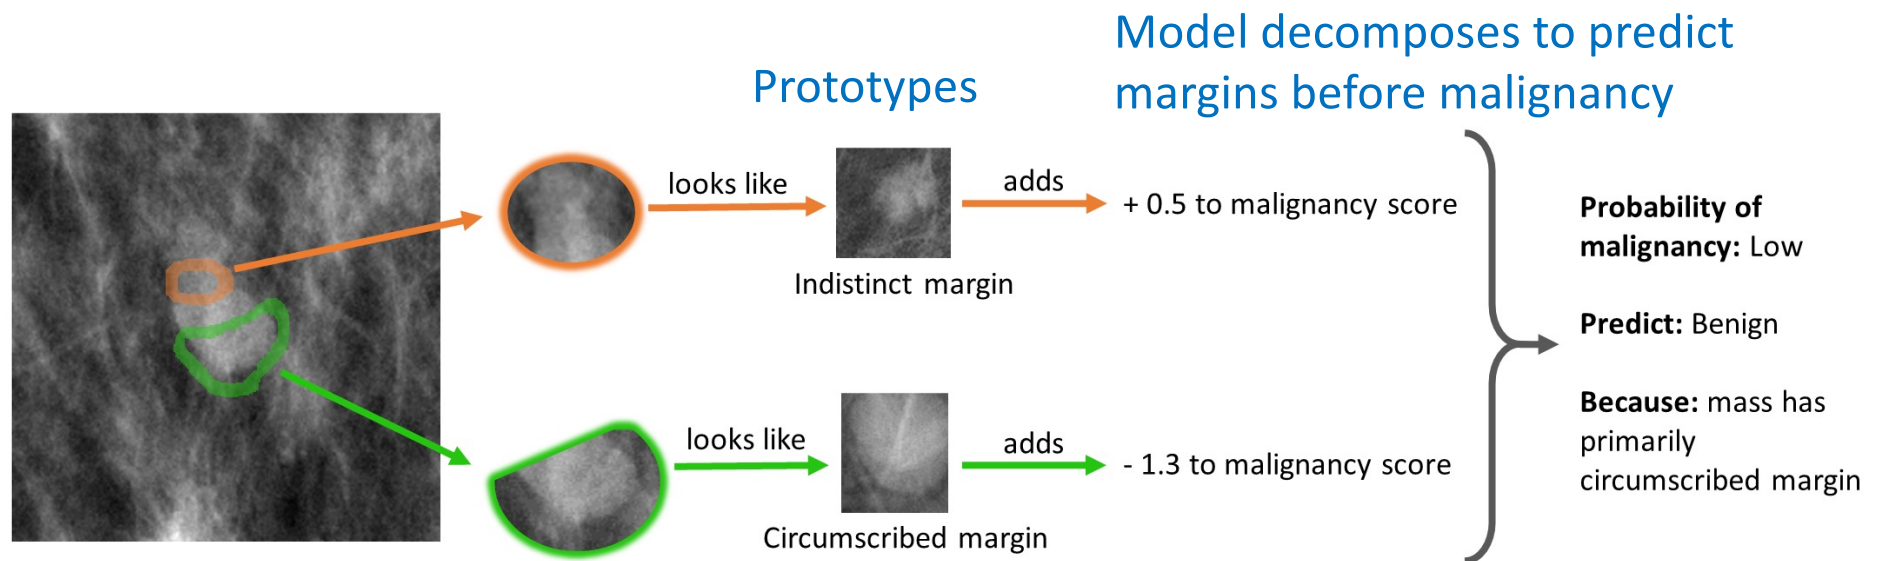 Model decomposes to predict
margins before malignancy
Prototypes
looks like
adds
+ 0.5 to malignancy score
Indistinct margin
looks like
adds
- 1.3 to malignancy score
Circumscribed margin
Probability of
malignancy: Low
Predict: Benign
Because: mass has
primarily
circumscribed margin